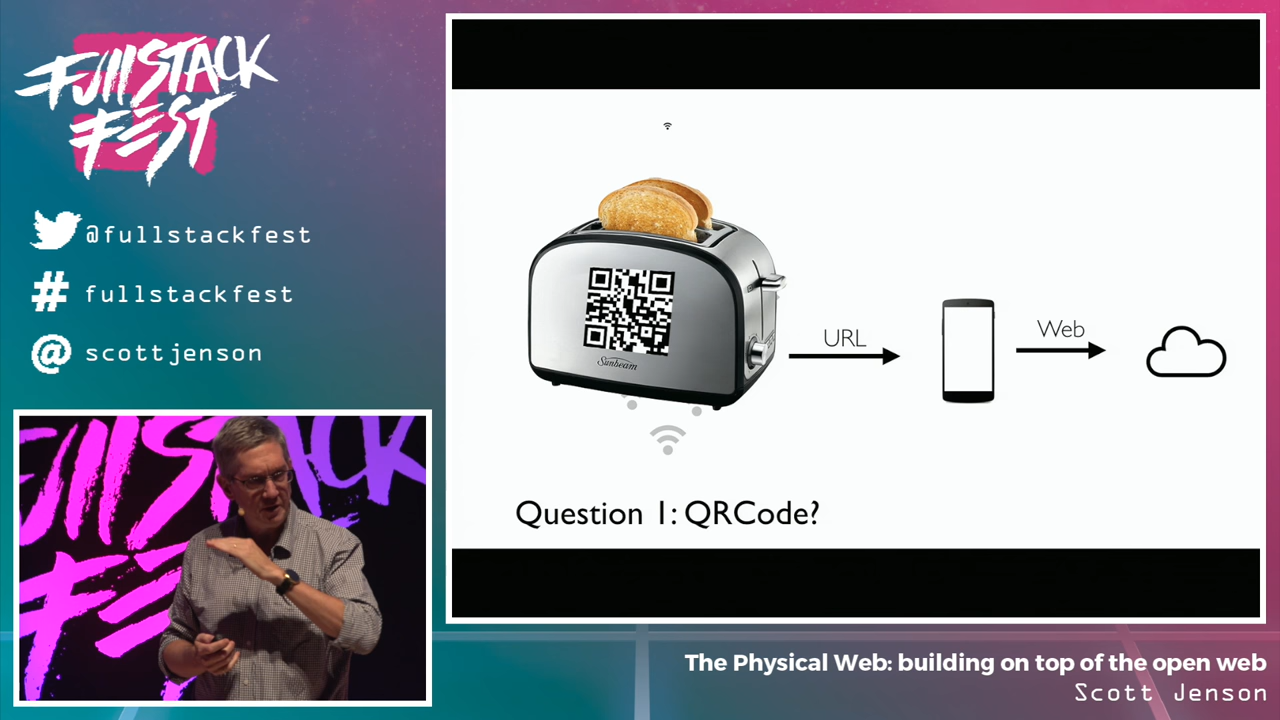 FullSTACK
FEST
@fullstackfest
# fullstackfest
@ scottjenson
URL
Web
Sunbeam
Question 1: QRCode?
The Physical Web: building on top of the open web
Scott Jenson